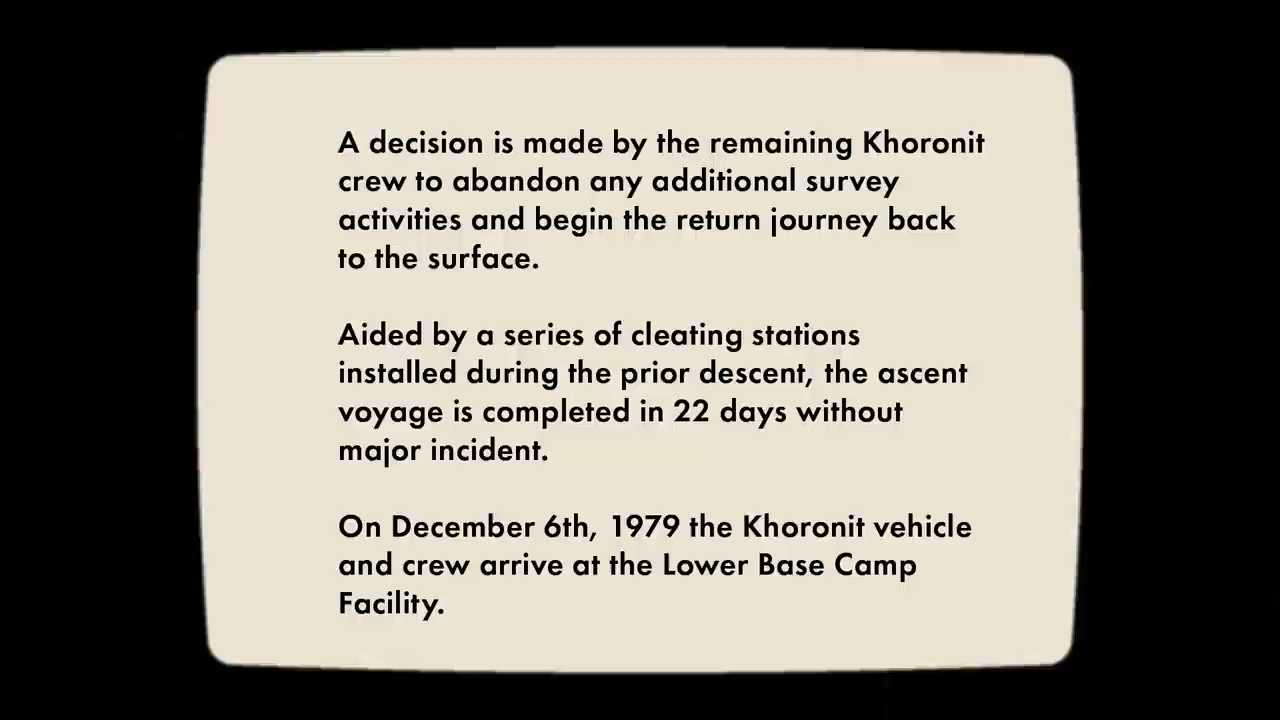 A decision is made by the remaining Khoronit
crew to abandon any additional survey
activities and begin the return journey back
to the surface.
Aided by a series of cleating stations
installed during the prior descent, the ascent
voyage is completed in 22 days without
major incident.
On December 6th, 1979 the Khoronit vehicle
and crew arrive at the Lower Base Camp
Facility.